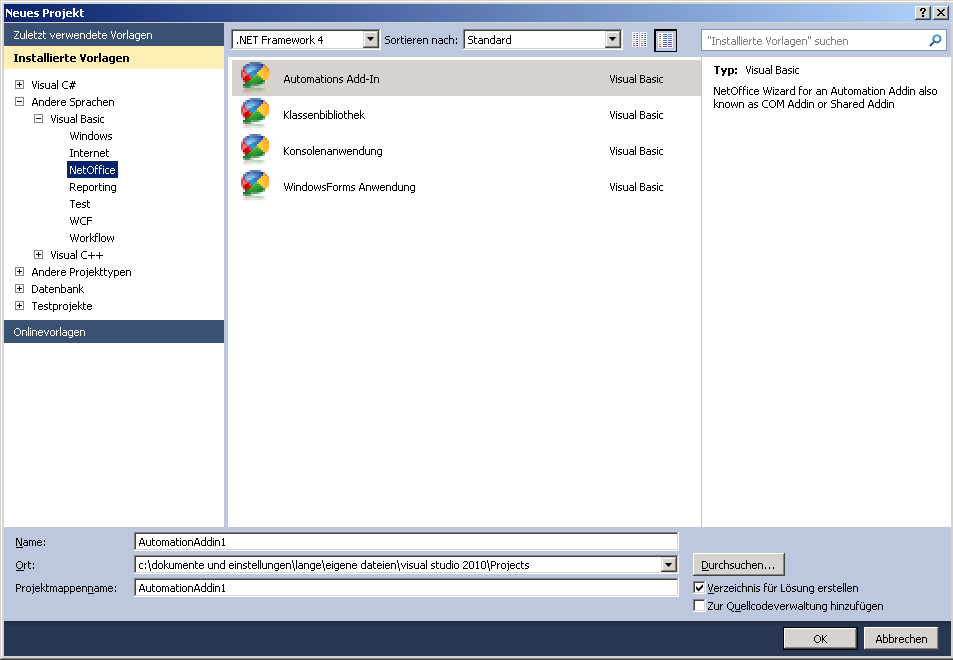 Neues Projekt
Zuletzt verwendete Vorlagen
Installierte Vorlagen
Visual C#
Andere Sprachen
Visual Basic
Windows
Internet
NetOffice
Reporting
Test
WCF
Workflow
Visual C++
Andere Projekttypen
Datenbank
Testprojekte
Onlinevorlagen
.NET Framework 4 Sortieren nach: Standard
Automations Add-In Visual Basic
Klassenbibliothek Visual Basic
Konsolenanwendung Visual Basic
WindowsForms Anwendung Visual Basic
"Installierte Vorlagen" suchen
Typ: Visual Basic
NetOffice Wizard for an Automation Addin also
known as COM Addin or Shared Addin
Name: AutomationAddin1
Ort: c:\dokumente und einstellungen\lange\eigene dateien\visual studio 2010\Projects Durchsuchen...
Projektmappenname: AutomationAddin1
Verzeichnis für Lösung erstellen
Zur Quellcodeverwaltung hinzufügen
OK Abbrechen